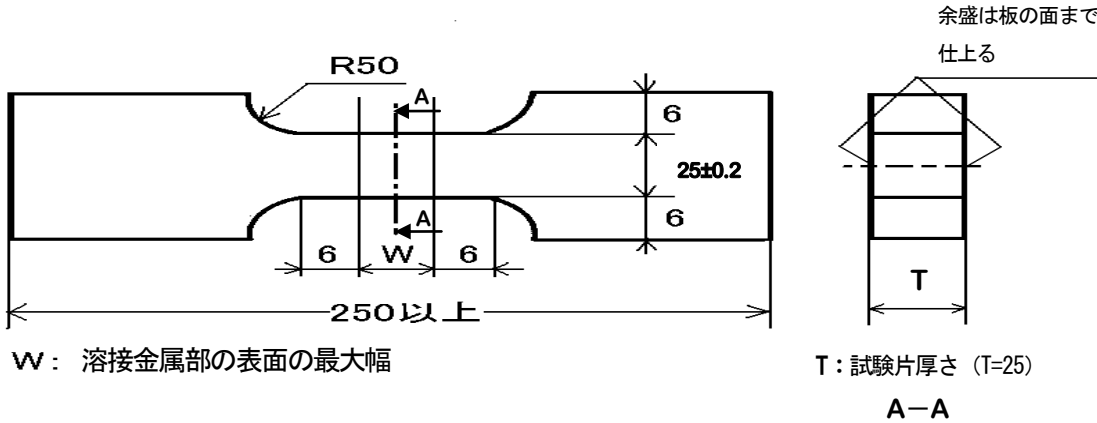 余盛は板の面まで
仕上る
R50
A
6
25±0.2
A
6
6
W
6
T
250以上
W： 溶接金属部の表面の最大幅
T：試験片厚さ（T=25）
A－A